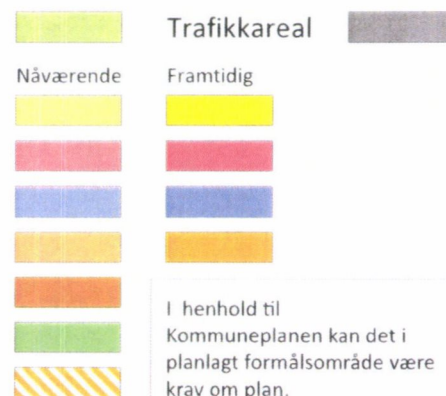 Trafikkareal
Nåværende Framtidig
I henhold til
Kommuneplanen kan det i
planlagt formålsområde være
krav om plan.